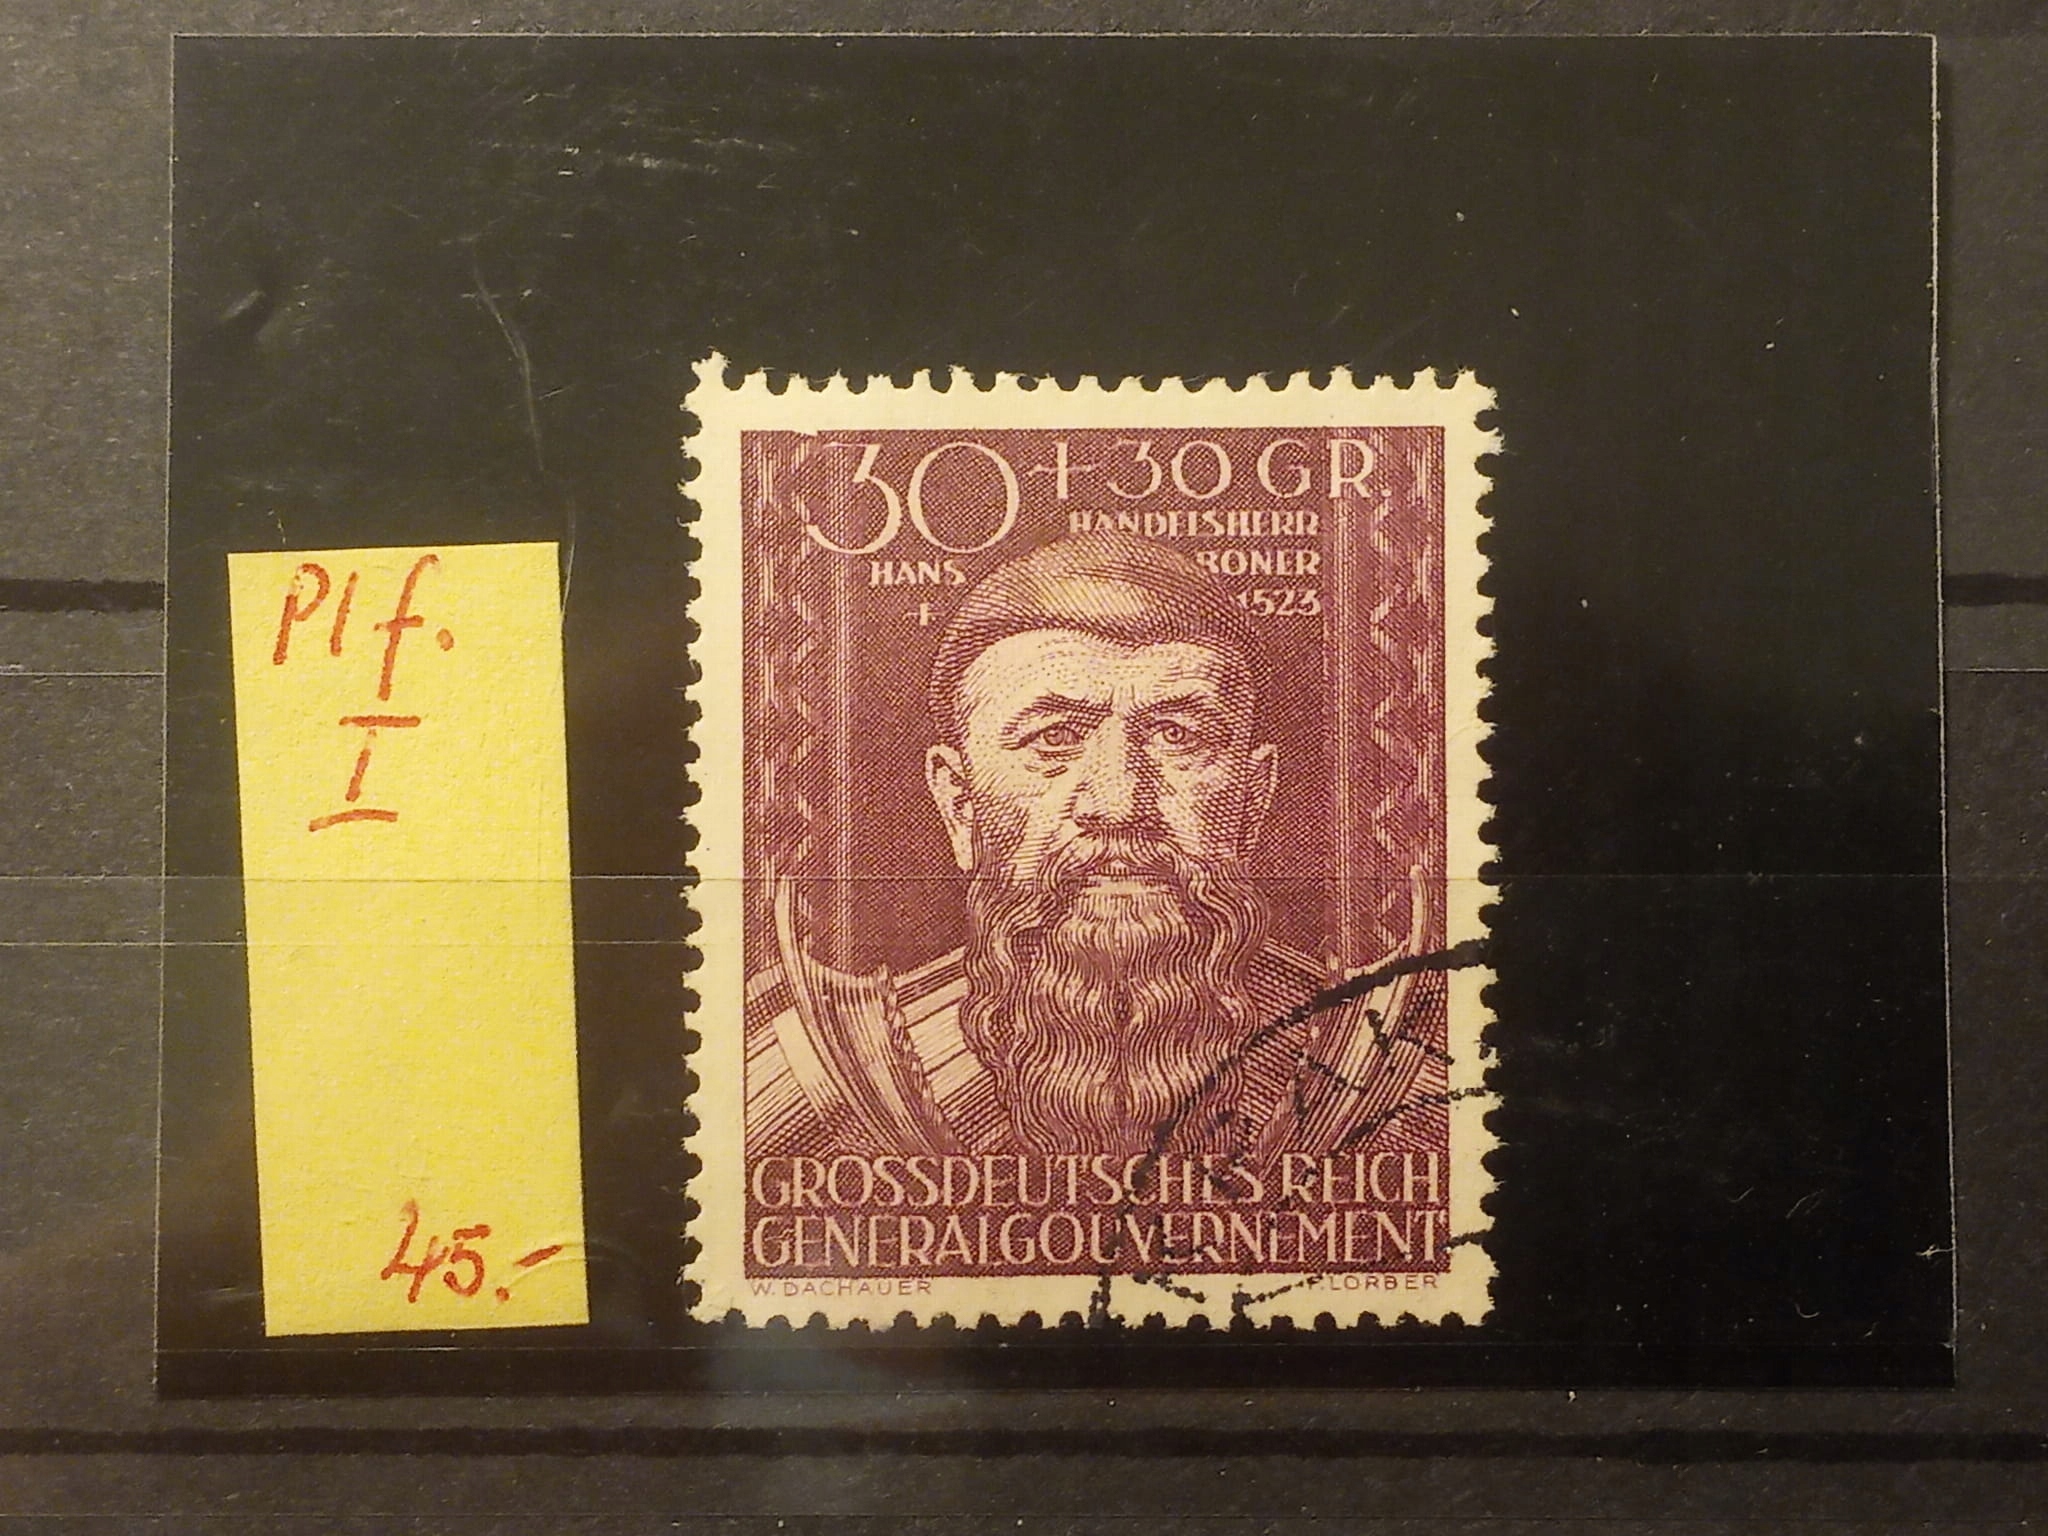 Plf.
I
45.-
30 + 30 GR.
HANDELSHERR
HANS BONER
+ 1523
GROSSDEUTSCHES REICH
GENERALGOUVERNEMENT
W. DACHAUER F. LORBER